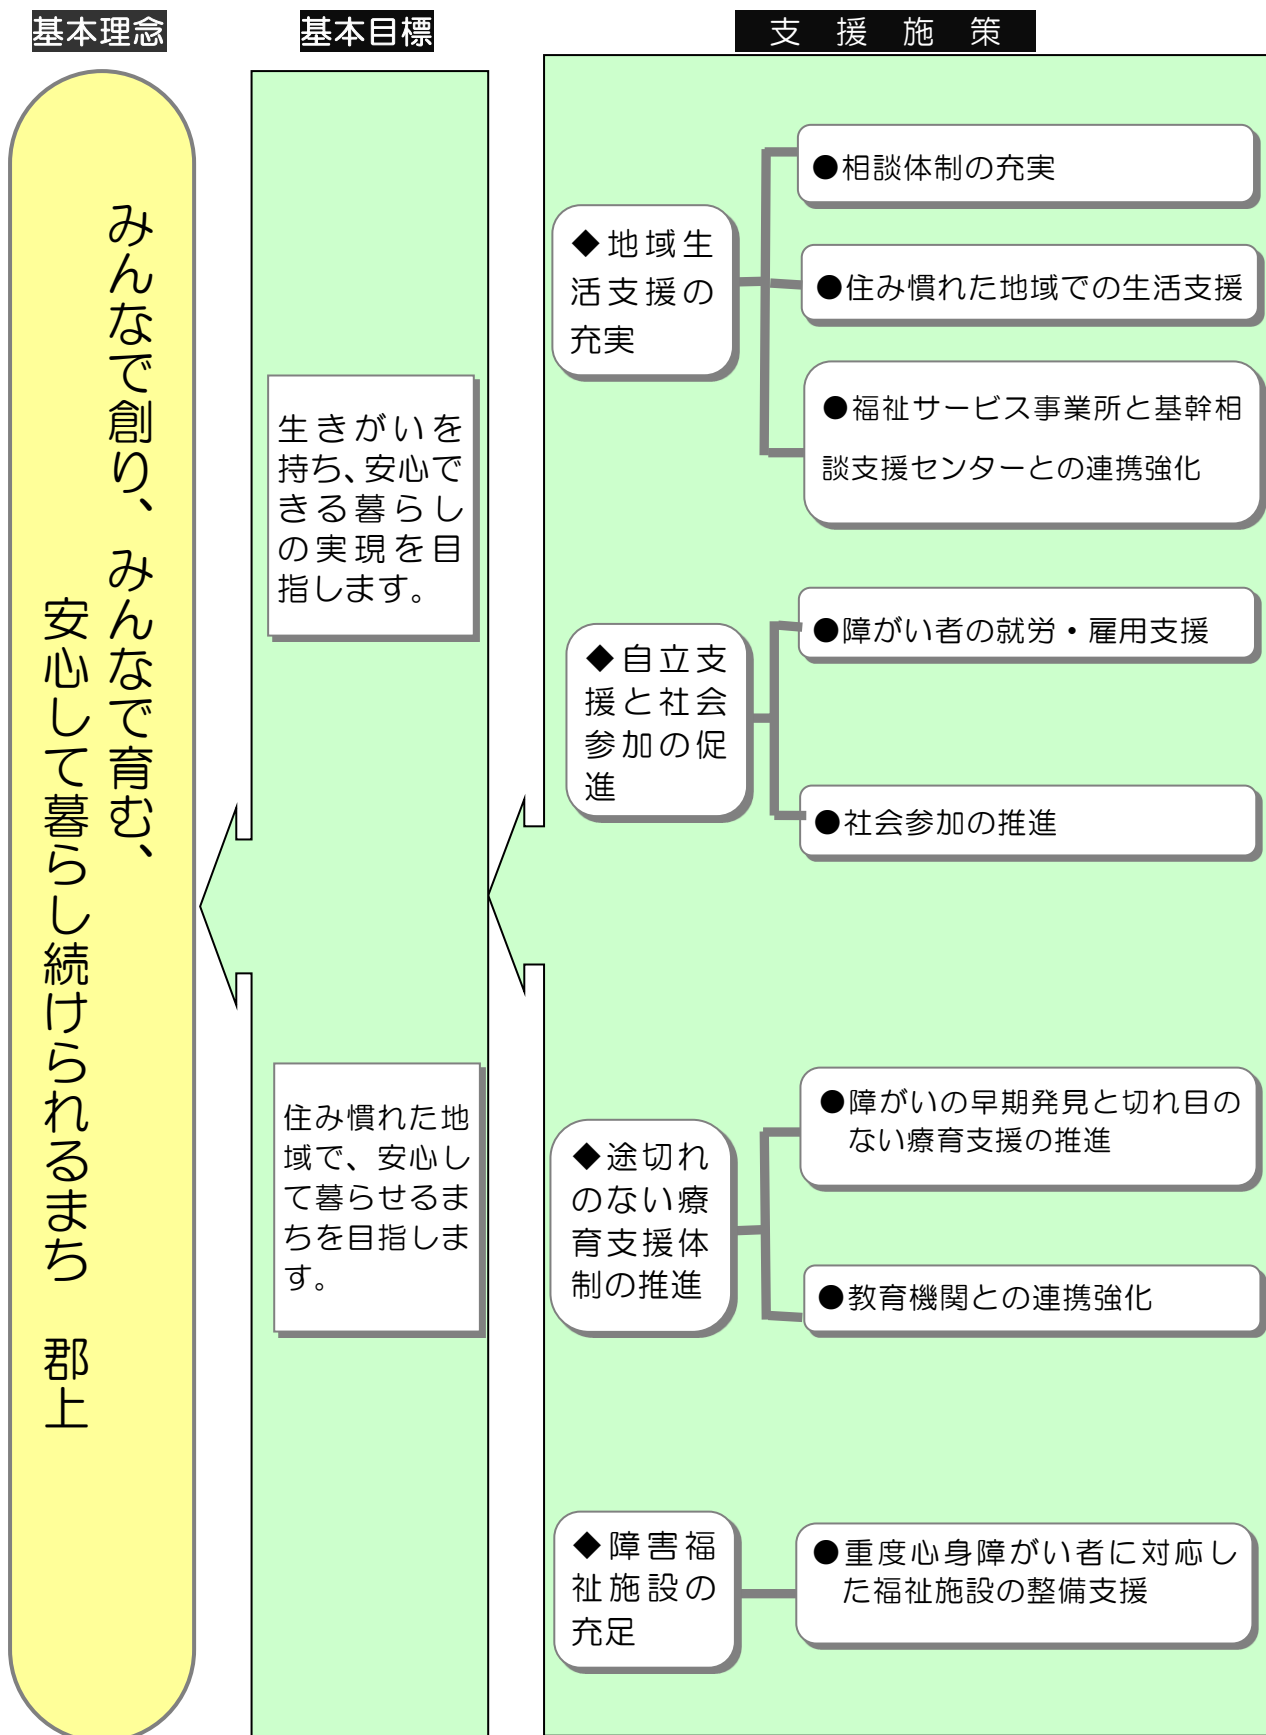 基本理念
基本目標
支援施策
みんなで創り、みんなで育む、
安心して暮らし続けられるまち　郡上
生きがいを
持ち、安心で
きる暮らし
の実現を目
指します。
住み慣れた地
域で、安心し
て暮らせるま
ちを目指しま
す。
◆地域生
活支援の
充実
●相談体制の充実
●住み慣れた地域での生活支援
●福祉サービス事業所と基幹相
談支援センターとの連携強化
◆自立支
援と社会
参加の促
進
●障がい者の就労・雇用支援
●社会参加の推進
◆途切れ
のない療
育支援体
制の推進
●障がいの早期発見と切れ目の
ない療育支援の推進
●教育機関との連携強化
◆障害福
祉施設の
充足
●重度心身障がい者に対応し
た福祉施設の整備支援